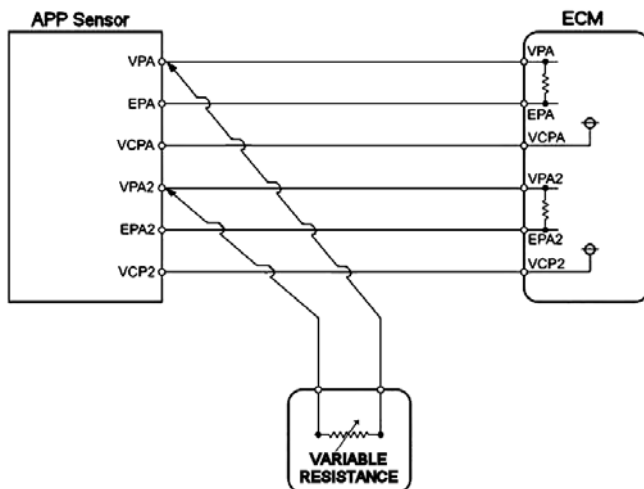 APP Sensor
ECM
VPA
VPA
EPA
EPA
VCPA
VCPA
VPA2
VPA2
EPA2
EPA2
VCP2
VCP2
VARIABLE
RESISTANCE